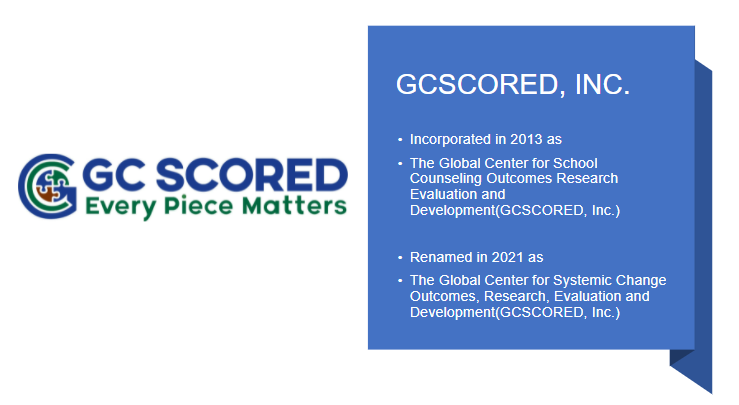 GC SCORED
Every Piece Matters
GCSCORED, INC.
• Incorporated in 2013 as
• The Global Center for School
Counseling Outcomes Research
Evaluation and
Development(GCSCORED, Inc.)
• Renamed in 2021 as
• The Global Center for Systemic Change
Outcomes, Research, Evaluation and
Development(GCSCORED, Inc.)